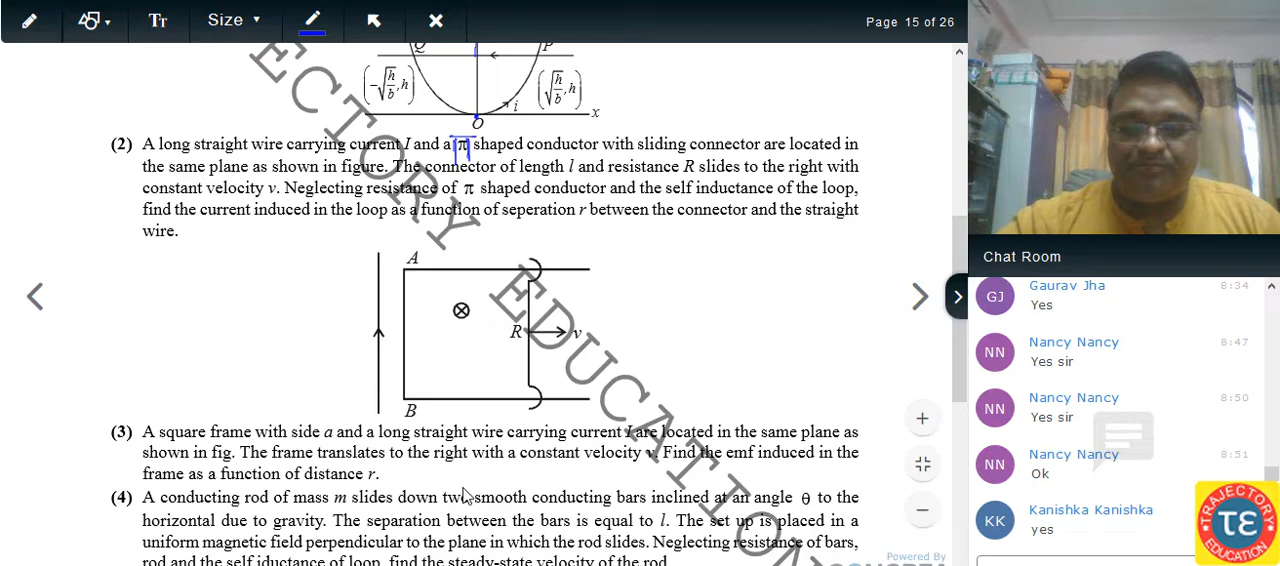 Tт Size Page 15 of 26
Q P
(-√h/b, h) (√h/b, h)
i
O x
(2) A long straight wire carrying current I and a π shaped conductor with sliding connector are located in
the same plane as shown in figure. The connector of length l and resistance R slides to the right with
constant velocity v. Neglecting resistance of π shaped conductor and the self inductance of the loop,
find the current induced in the loop as a function of seperation r between the connector and the straight
wire.
A
R v
B
(3) A square frame with side a and a long straight wire carrying current I are located in the same plane as
shown in fig. The frame translates to the right with a constant velocity v. Find the emf induced in the
frame as a function of distance r.
(4) A conducting rod of mass m slides down two smooth conducting bars inclined at an angle θ to the
horizontal due to gravity. The separation between the bars is equal to l. The set up is placed in a
uniform magnetic field perpendicular to the plane in which the rod slides. Neglecting resistance of bars,
rod and the self iductance of loop, find the steady-state velocity of the rod
ECTORY EDUCATION
Powered By
Chat Room
GJ Gaurav Jha 8:34
Yes
NN Nancy Nancy 8:47
Yes sir
NN Nancy Nancy 8:50
Yes sir
NN Nancy Nancy 8:51
Ok
KK Kanishka Kanishka
yes
TRAJECTORY
TE
EDUCATION